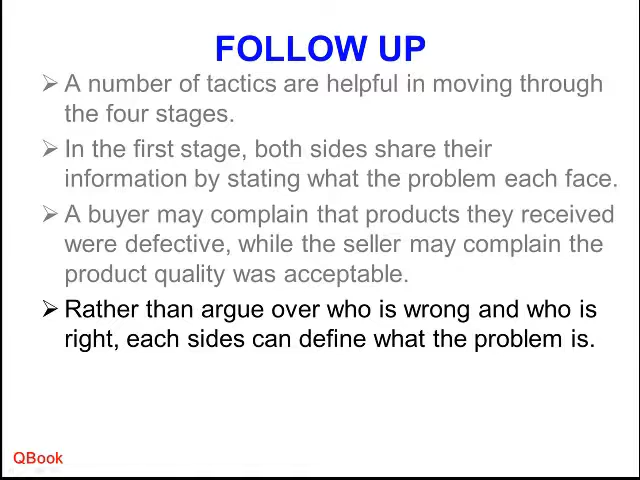 FOLLOW UP
➢ A number of tactics are helpful in moving through
the four stages.
➢ In the first stage, both sides share their
information by stating what the problem each face.
➢ A buyer may complain that products they received
were defective, while the seller may complain the
product quality was acceptable.
➢ Rather than argue over who is wrong and who is
right, each sides can define what the problem is.
QBook